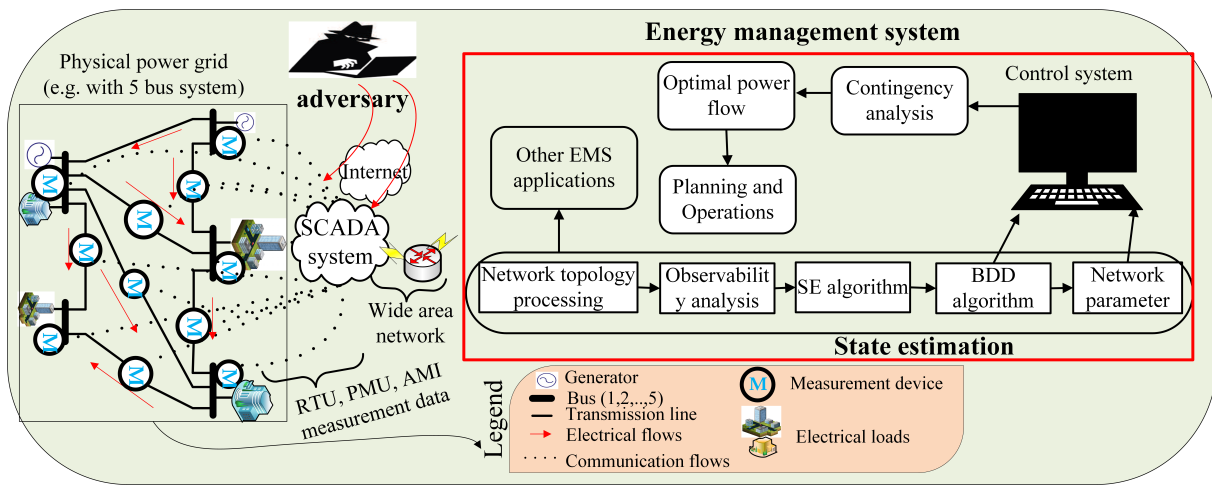 Energy management system
Physical power grid
(e.g. with 5 bus system)
adversary
Internet
SCADA
system
Wide area
network
RTU, PMU, AMI
measurement data
M
M
M
M
M
M
M
M
M
M
M
Control system
Optimal power
flow
Contingency
analysis
Other EMS
applications
Planning and
Operations
Network topology
processing
Observabilit
y analysis
SE algorithm
BDD
algorithm
Network
parameter
State estimation
Legend
Generator
Bus (1,2,..,5)
Transmission line
Electrical flows
Communication flows
M
Measurement device
Electrical loads